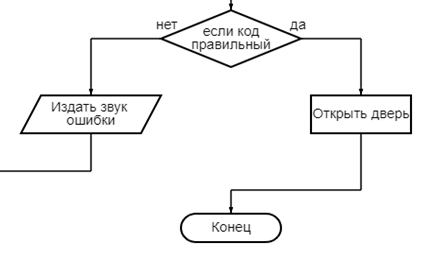 нет
если код
правильный
да
Издать звук
ошибки
Открыть дверь
Конец